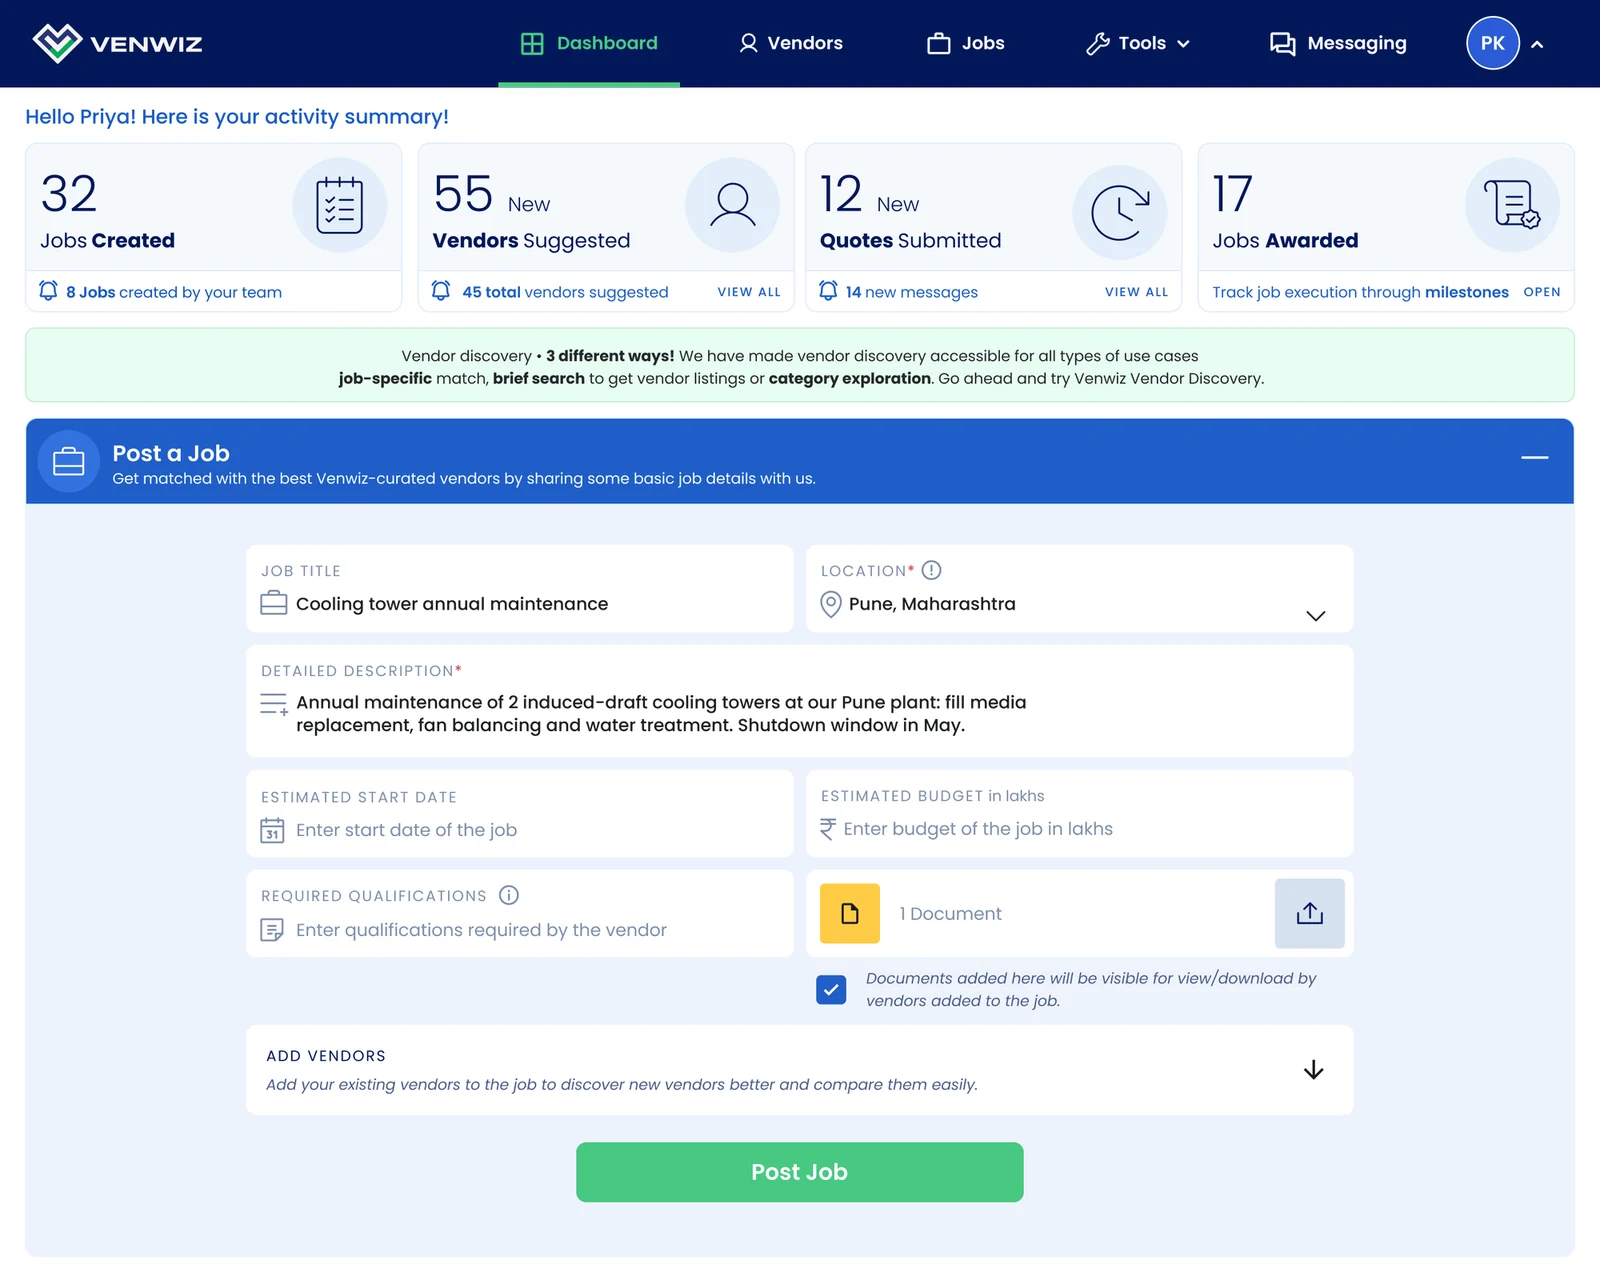 VENWIZ
Dashboard
Vendors
Jobs
Tools
Messaging
PK
Hello Priya! Here is your activity summary!
32
Jobs Created
8 Jobs created by your team
55 New
Vendors Suggested
45 total vendors suggested
VIEW ALL
12 New
Quotes Submitted
14 new messages
VIEW ALL
17
Jobs Awarded
Track job execution through milestones
OPEN
Vendor discovery • 3 different ways! We have made vendor discovery accessible for all types of use cases
job-specific match, brief search to get vendor listings or category exploration. Go ahead and try Venwiz Vendor Discovery.
Post a Job
Get matched with the best Venwiz-curated vendors by sharing some basic job details with us.
JOB TITLE
Cooling tower annual maintenance
LOCATION*
Pune, Maharashtra
DETAILED DESCRIPTION*
Annual maintenance of 2 induced-draft cooling towers at our Pune plant: fill media
replacement, fan balancing and water treatment. Shutdown window in May.
ESTIMATED START DATE
31
Enter start date of the job
ESTIMATED BUDGET in lakhs
₹ Enter budget of the job in lakhs
REQUIRED QUALIFICATIONS
Enter qualifications required by the vendor
1 Document
Documents added here will be visible for view/download by
vendors added to the job.
ADD VENDORS
Add your existing vendors to the job to discover new vendors better and compare them easily.
Post Job